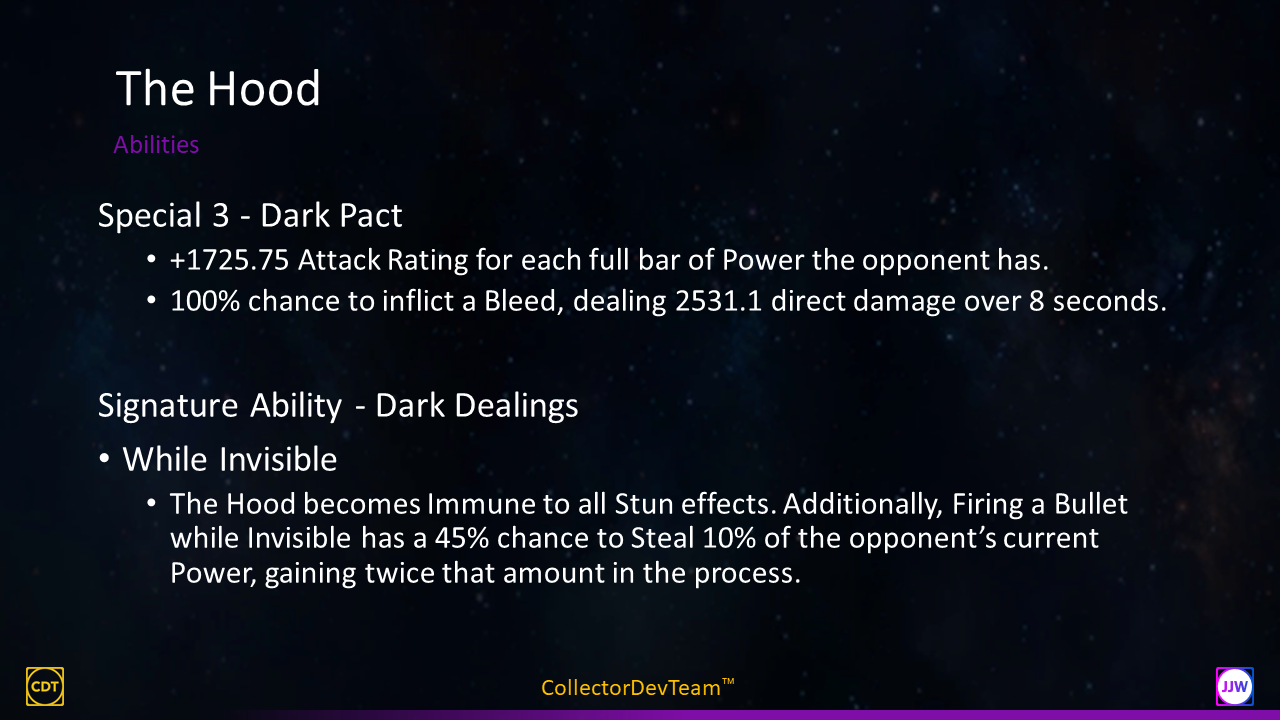 The Hood
Abilities
Special 3 - Dark Pact
• +1725.75 Attack Rating for each full bar of Power the opponent has.
• 100% chance to inflict a Bleed, dealing 2531.1 direct damage over 8 seconds.
Signature Ability - Dark Dealings
• While Invisible
• The Hood becomes Immune to all Stun effects. Additionally, Firing a Bullet
while Invisible has a 45% chance to Steal 10% of the opponent’s current
Power, gaining twice that amount in the process.
CDT
CollectorDevTeam™
JJW